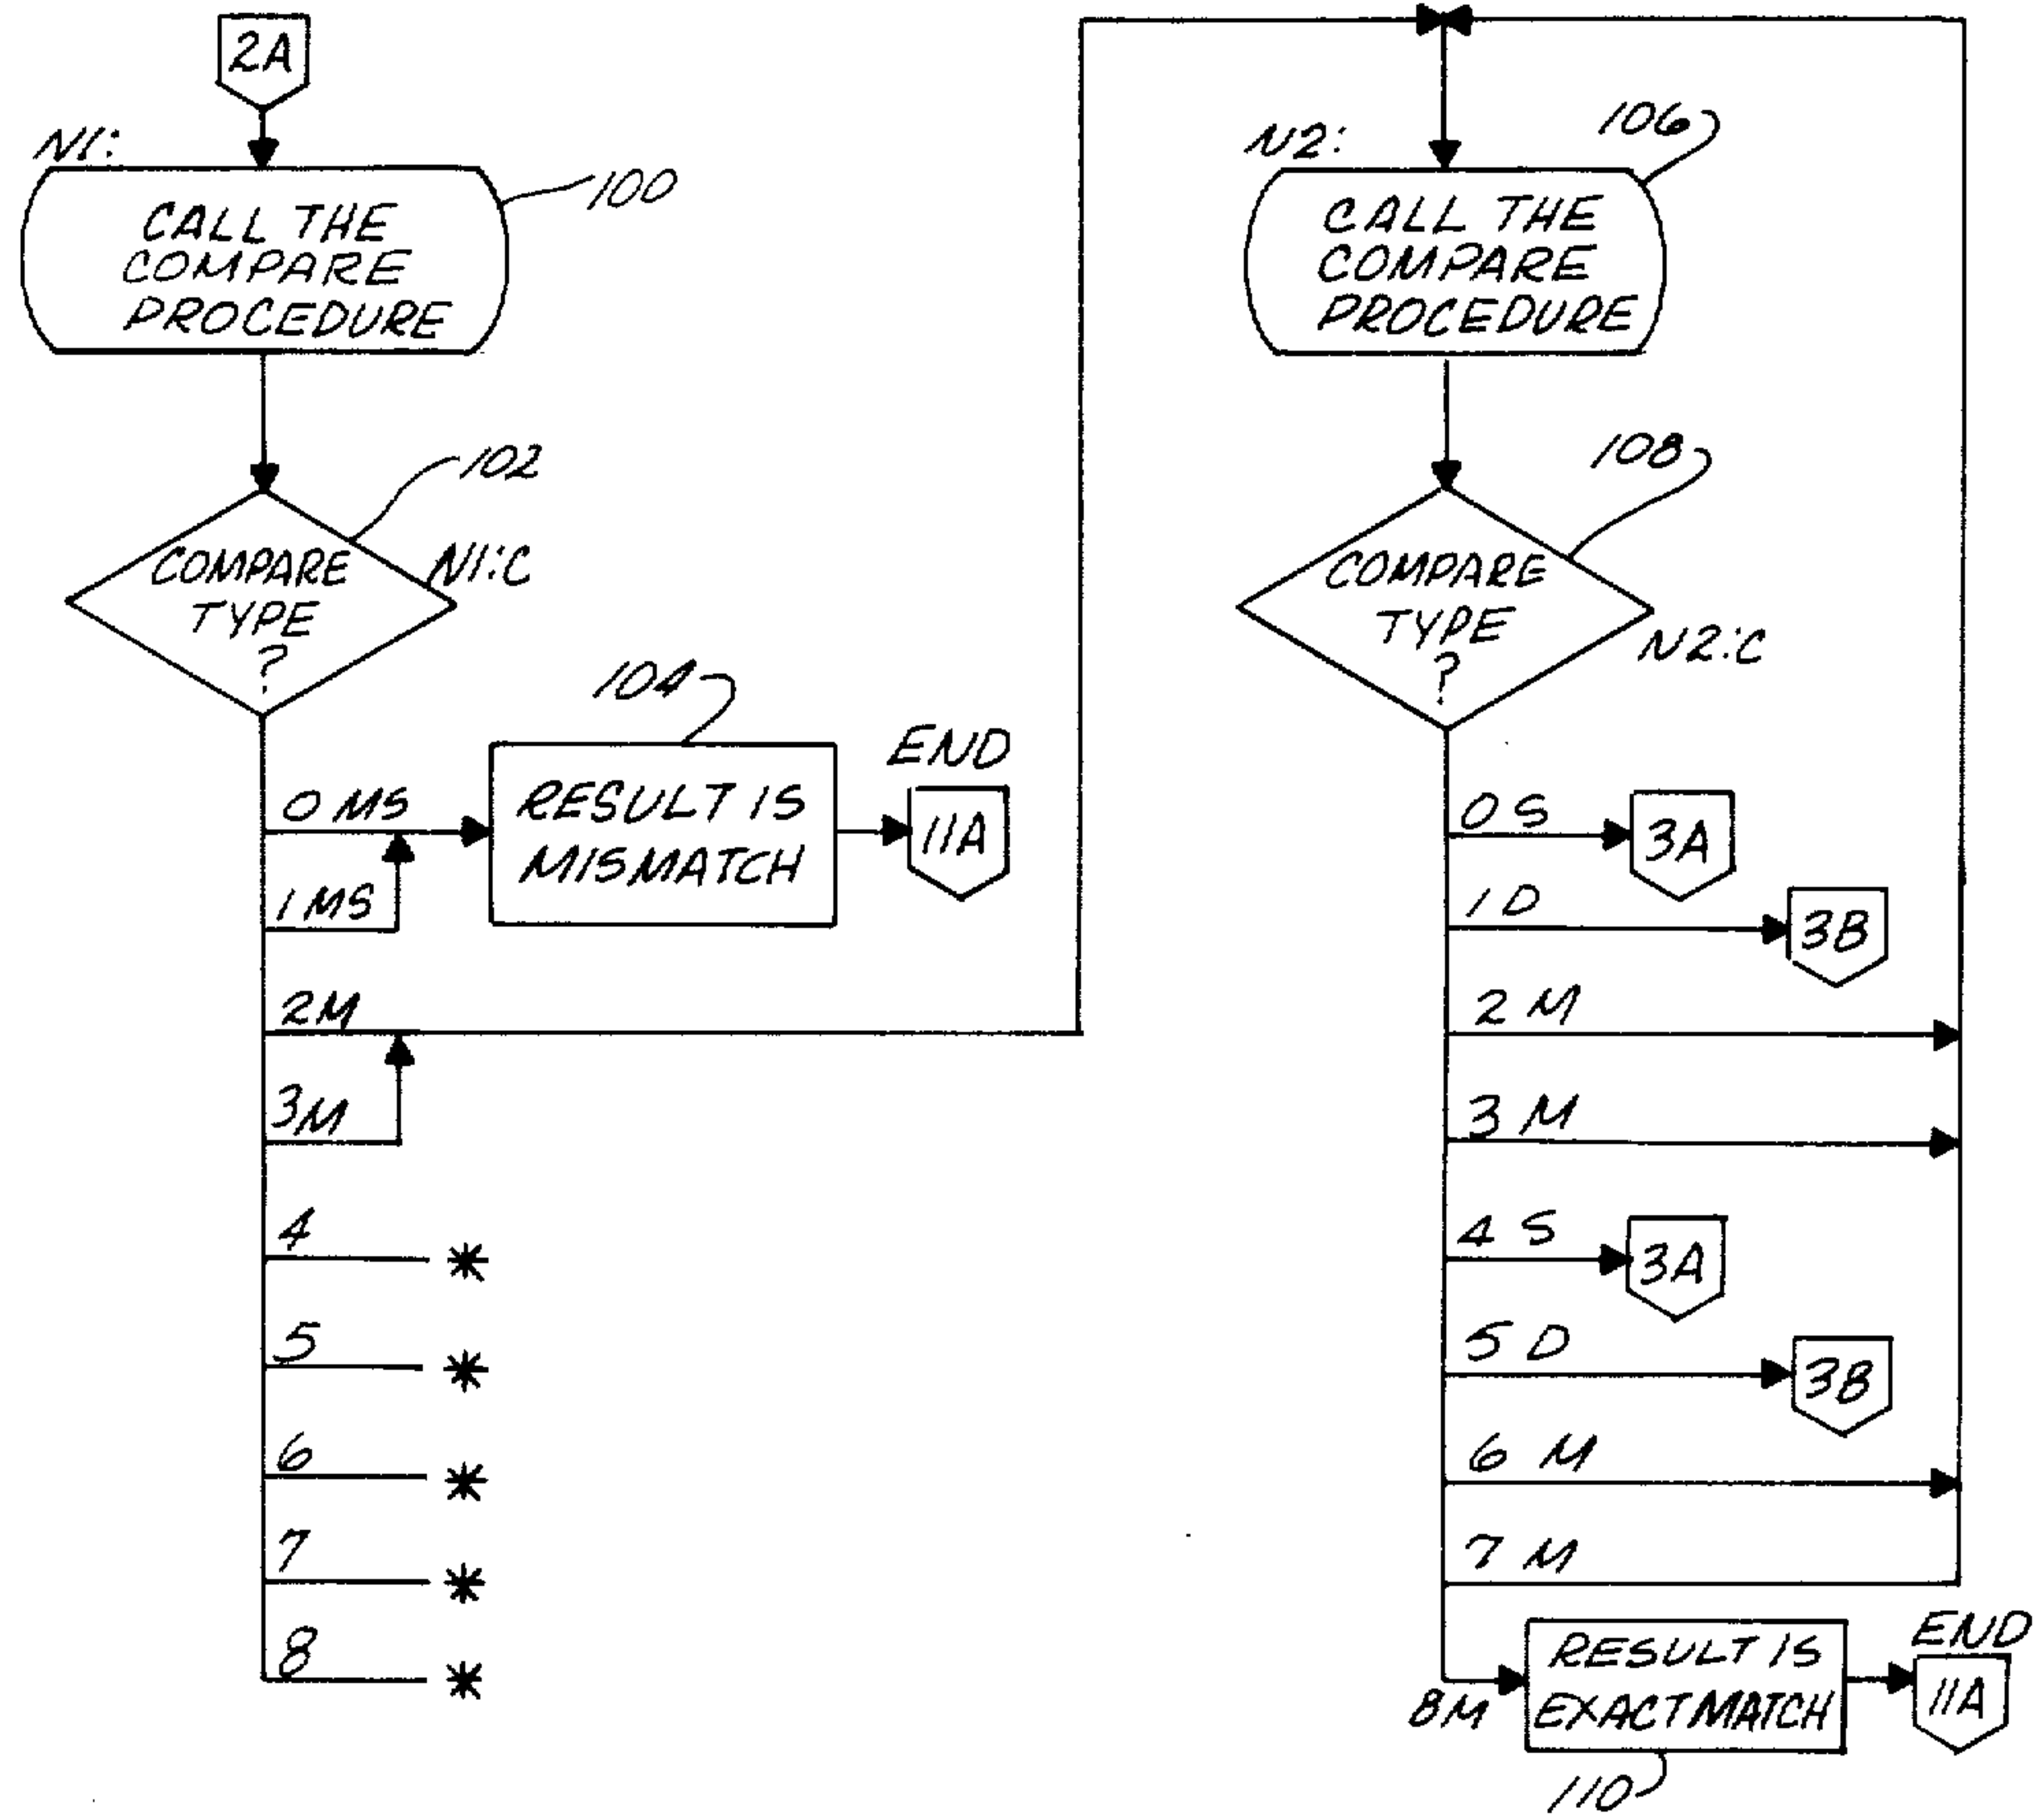 2A
N1:
100
CALL THE
COMPARE
PROCEDURE
102
COMPARE
TYPE
?
N1:C
104
0 MS
RESULT IS
MISMATCH
END
11A
1 MS
2M
3M
4 *
5 *
6 *
7 *
8 *
N2:
106
CALL THE
COMPARE
PROCEDURE
108
COMPARE
TYPE
?
N2:C
0 S
3A
1 D
3B
2 M
3 M
4 S
3A
5 D
3B
6 M
7 M
8M
RESULT IS
EXACT MATCH
END
11A
110